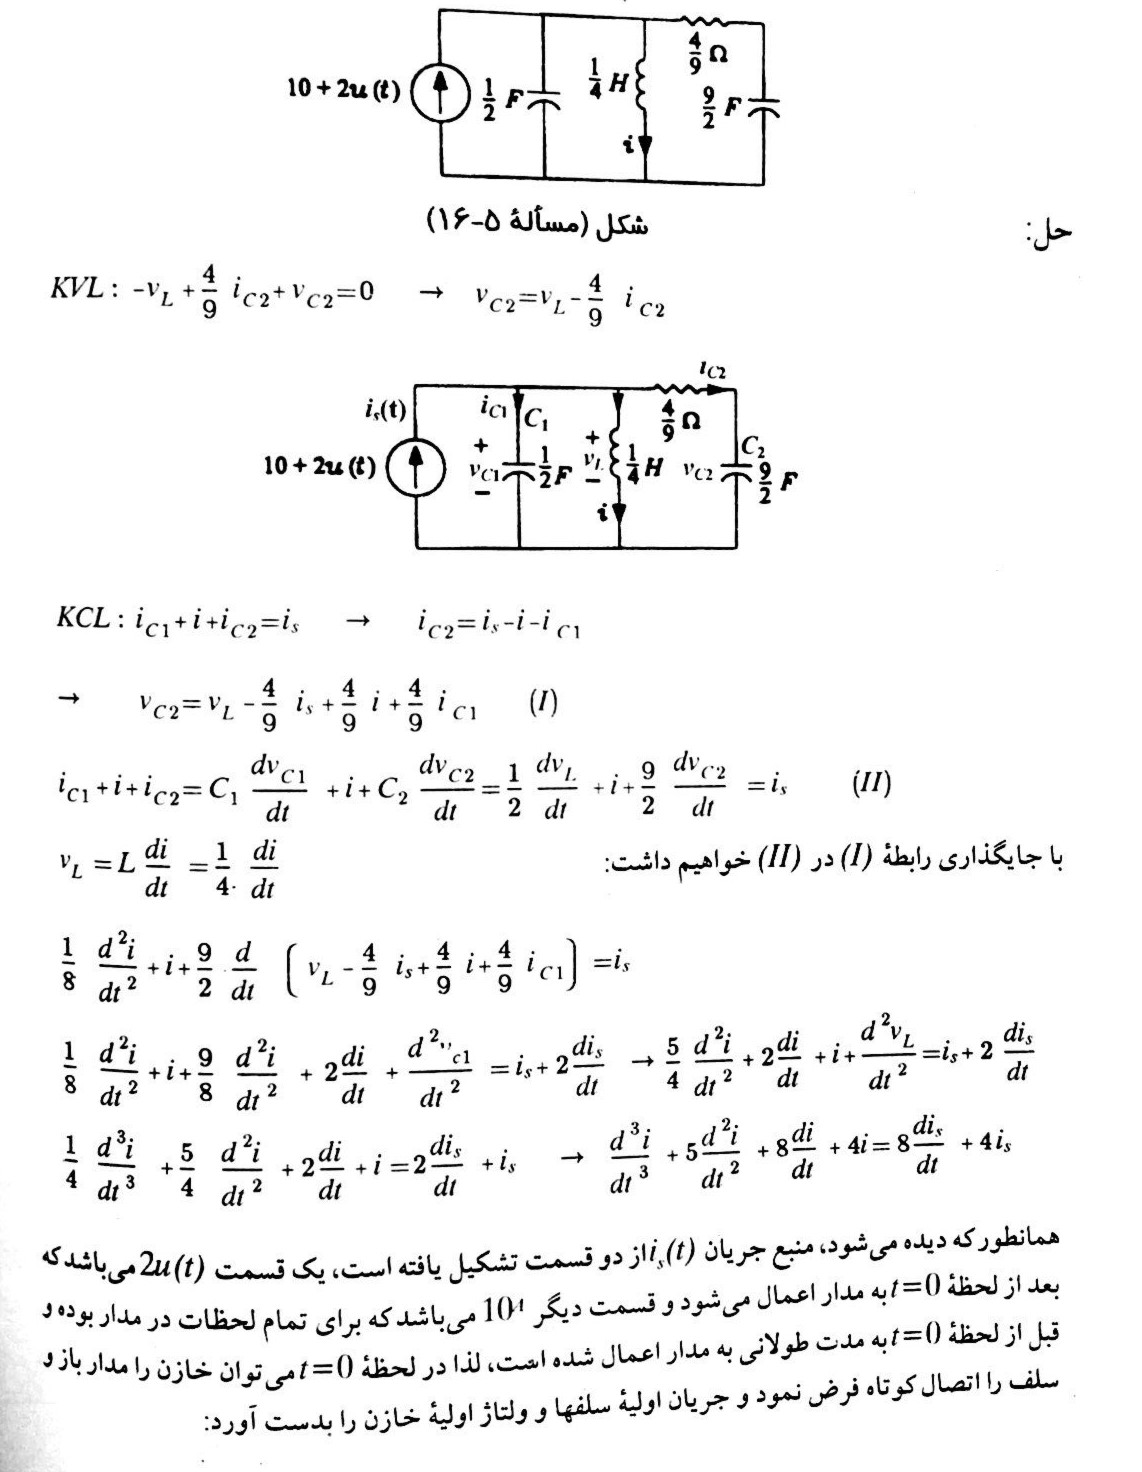 10+2u(t)
1/2 F
1/4 H
i
4/9 Ω
9/2 F
شکل (مسألهٔ ۵-۱۶)
حل:
KVL : -v_L + 4/9 i_C2 + v_C2 = 0 → v_C2 = v_L - 4/9 i_C2
i_s(t)
10+2u(t)
i_C1
C_1
+ v_C1 -
1/2 F
+ v_L -
1/4 H
i
i_C2
4/9 Ω
v_C2
C_2
9/2 F
KCL : i_C1 + i + i_C2 = i_s → i_C2 = i_s - i - i_C1
→ v_C2 = v_L - 4/9 i_s + 4/9 i + 4/9 i_C1 (I)
i_C1 + i + i_C2 = C_1 dv_C1/dt + i + C_2 dv_C2/dt = 1/2 dv_L/dt + i + 9/2 dv_C2/dt = i_s (II)
v_L = L di/dt = 1/4 · di/dt
با جایگذاری رابطهٔ (I) در (II) خواهیم داشت:
1/8 d²i/dt² + i + 9/2 · d/dt ( v_L - 4/9 i_s + 4/9 i + 4/9 i_C1 ) = i_s
1/8 d²i/dt² + i + 9/8 d²i/dt² + 2 di/dt + d²v_c1/dt² = i_s + 2 di_s/dt → 5/4 d²i/dt² + 2 di/dt + i + d²v_L/dt² = i_s + 2 di_s/dt
1/4 d³i/dt³ + 5/4 d²i/dt² + 2 di/dt + i = 2 di_s/dt + i_s → d³i/dt³ + 5 d²i/dt² + 8 di/dt + 4i = 8 di_s/dt + 4i_s
همانطور که دیده می‌شود، منبع جریان i_s(t) از دو قسمت تشکیل یافته است، یک قسمت 2u(t) می‌باشد که
بعد از لحظهٔ t=0 به مدار اعمال می‌شود و قسمت دیگر 10^A می‌باشد که برای تمام لحظات در مدار بوده و
قبل از لحظهٔ t=0 به مدت طولانی به مدار اعمال شده است، لذا در لحظهٔ t=0 می‌توان خازن را مدار باز و
سلف را اتصال کوتاه فرض نمود و جریان اولیهٔ سلفها و ولتاژ اولیهٔ خازن را بدست آورد: